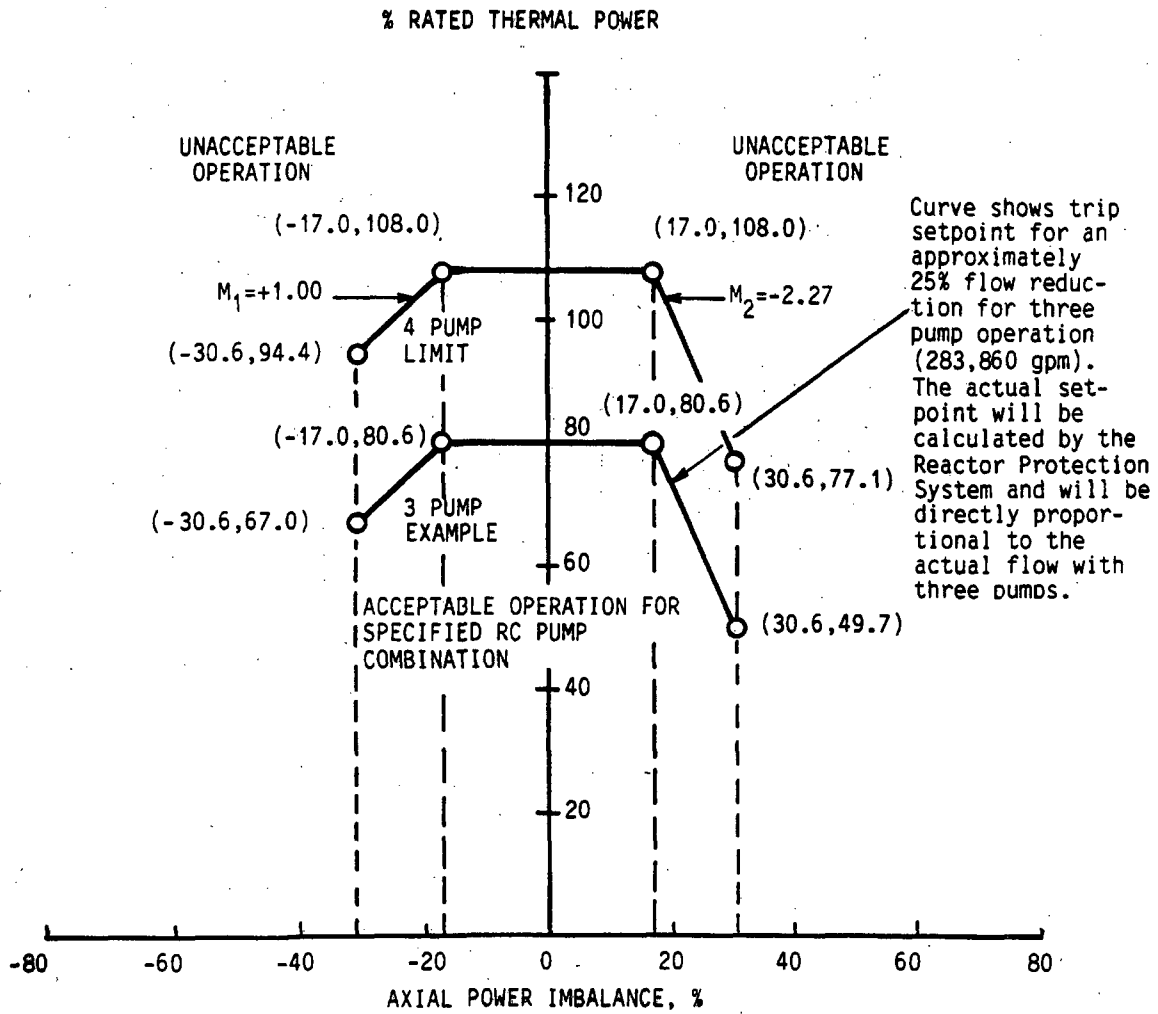 % RATED THERMAL POWER
UNACCEPTABLE
OPERATION
UNACCEPTABLE
OPERATION
120
(-17.0,108.0)
(17.0,108.0)
Curve shows trip
setpoint for an
approximately
25% flow reduc-
tion for three
pump operation
(283,860 gpm).
The actual set-
point will be
calculated by the
Reactor Protection
System and will be
directly propor-
tional to the
actual flow with
three pumps.
M1=+1.00
M2=-2.27
4 PUMP
LIMIT
100
(-30.6,94.4)
(17.0,80.6)
(-17.0,80.6)
80
(30.6,77.1)
(-30.6,67.0)
3 PUMP
EXAMPLE
60
ACCEPTABLE OPERATION FOR
SPECIFIED RC PUMP
COMBINATION
(30.6,49.7)
40
20
-80 -60 -40 -20 0 20 40 60 80
AXIAL POWER IMBALANCE, %